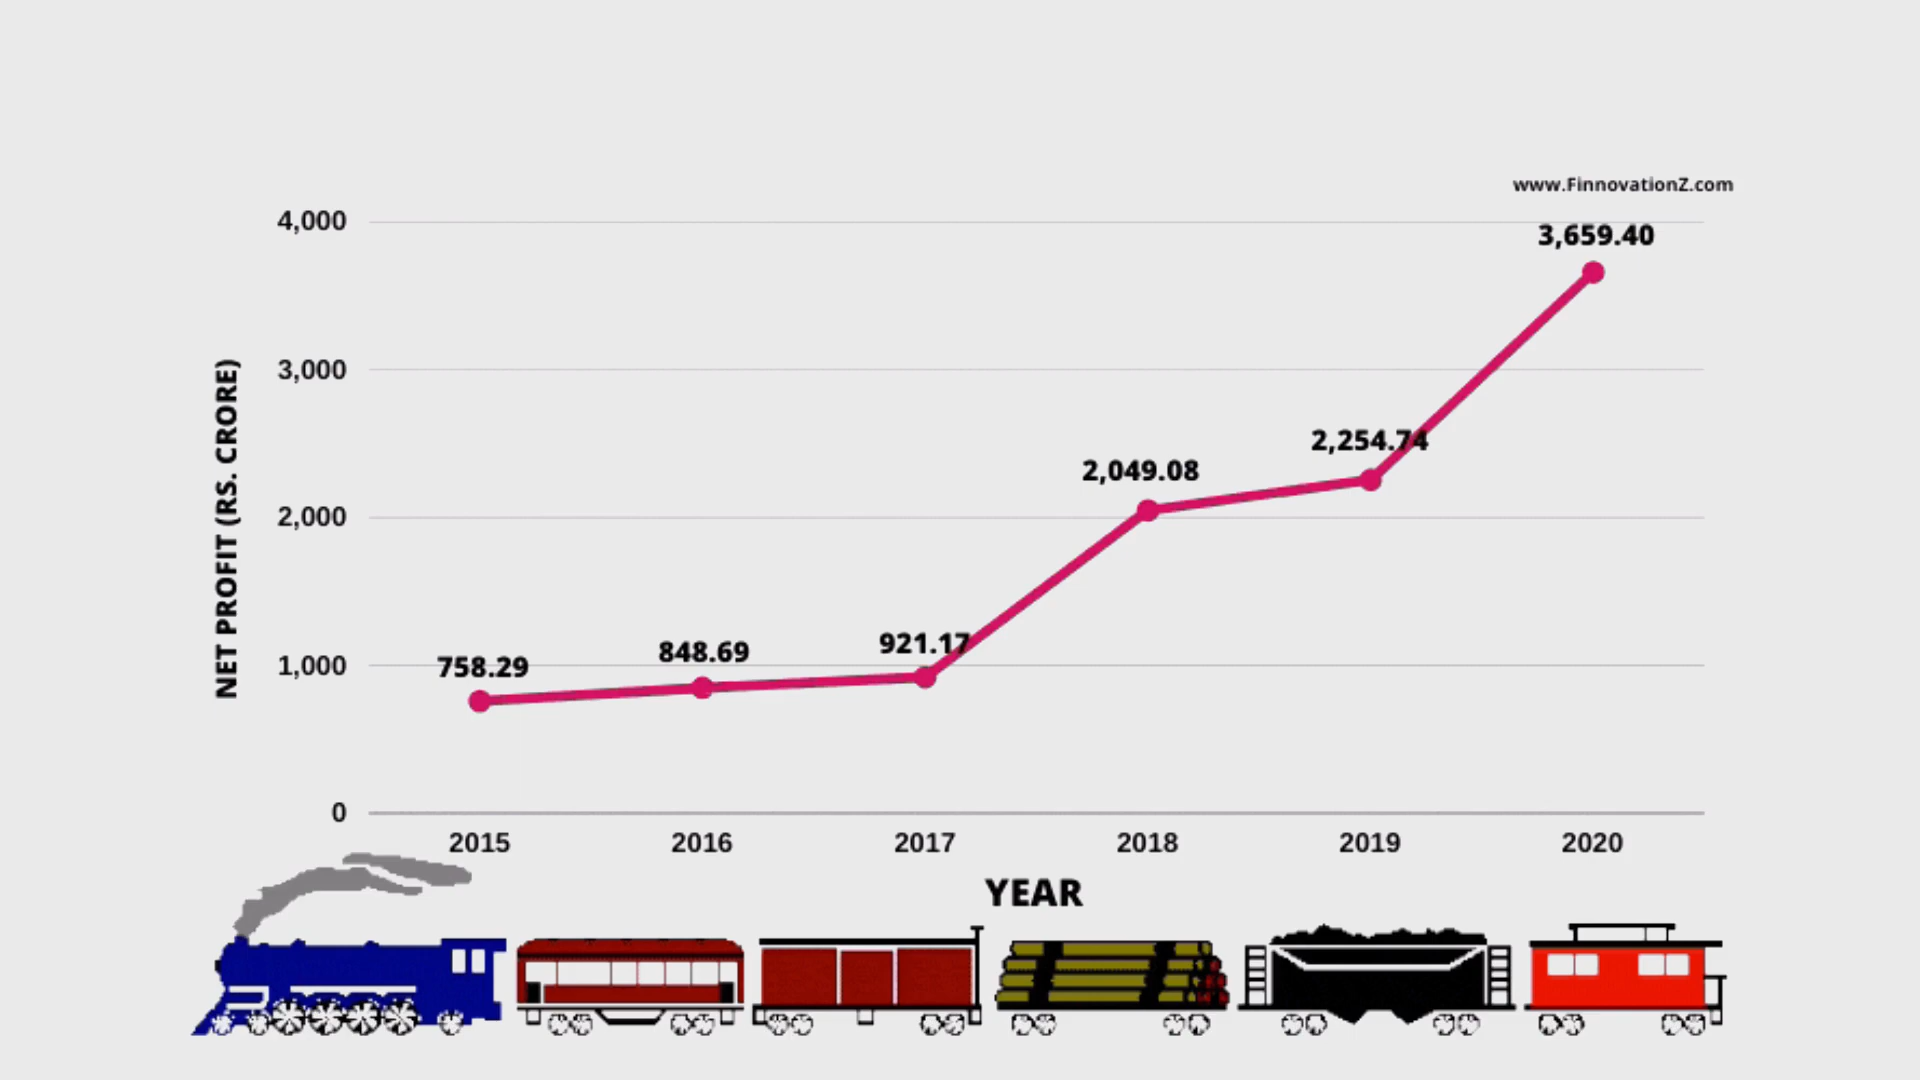 www.FinnovationZ.com
4,000
3,659.40
3,000
2,254.74
2,049.08
2,000
921.17
848.69
758.29
1,000
0
NET PROFIT (RS. CRORE)
2015 2016 2017 2018 2019 2020
YEAR